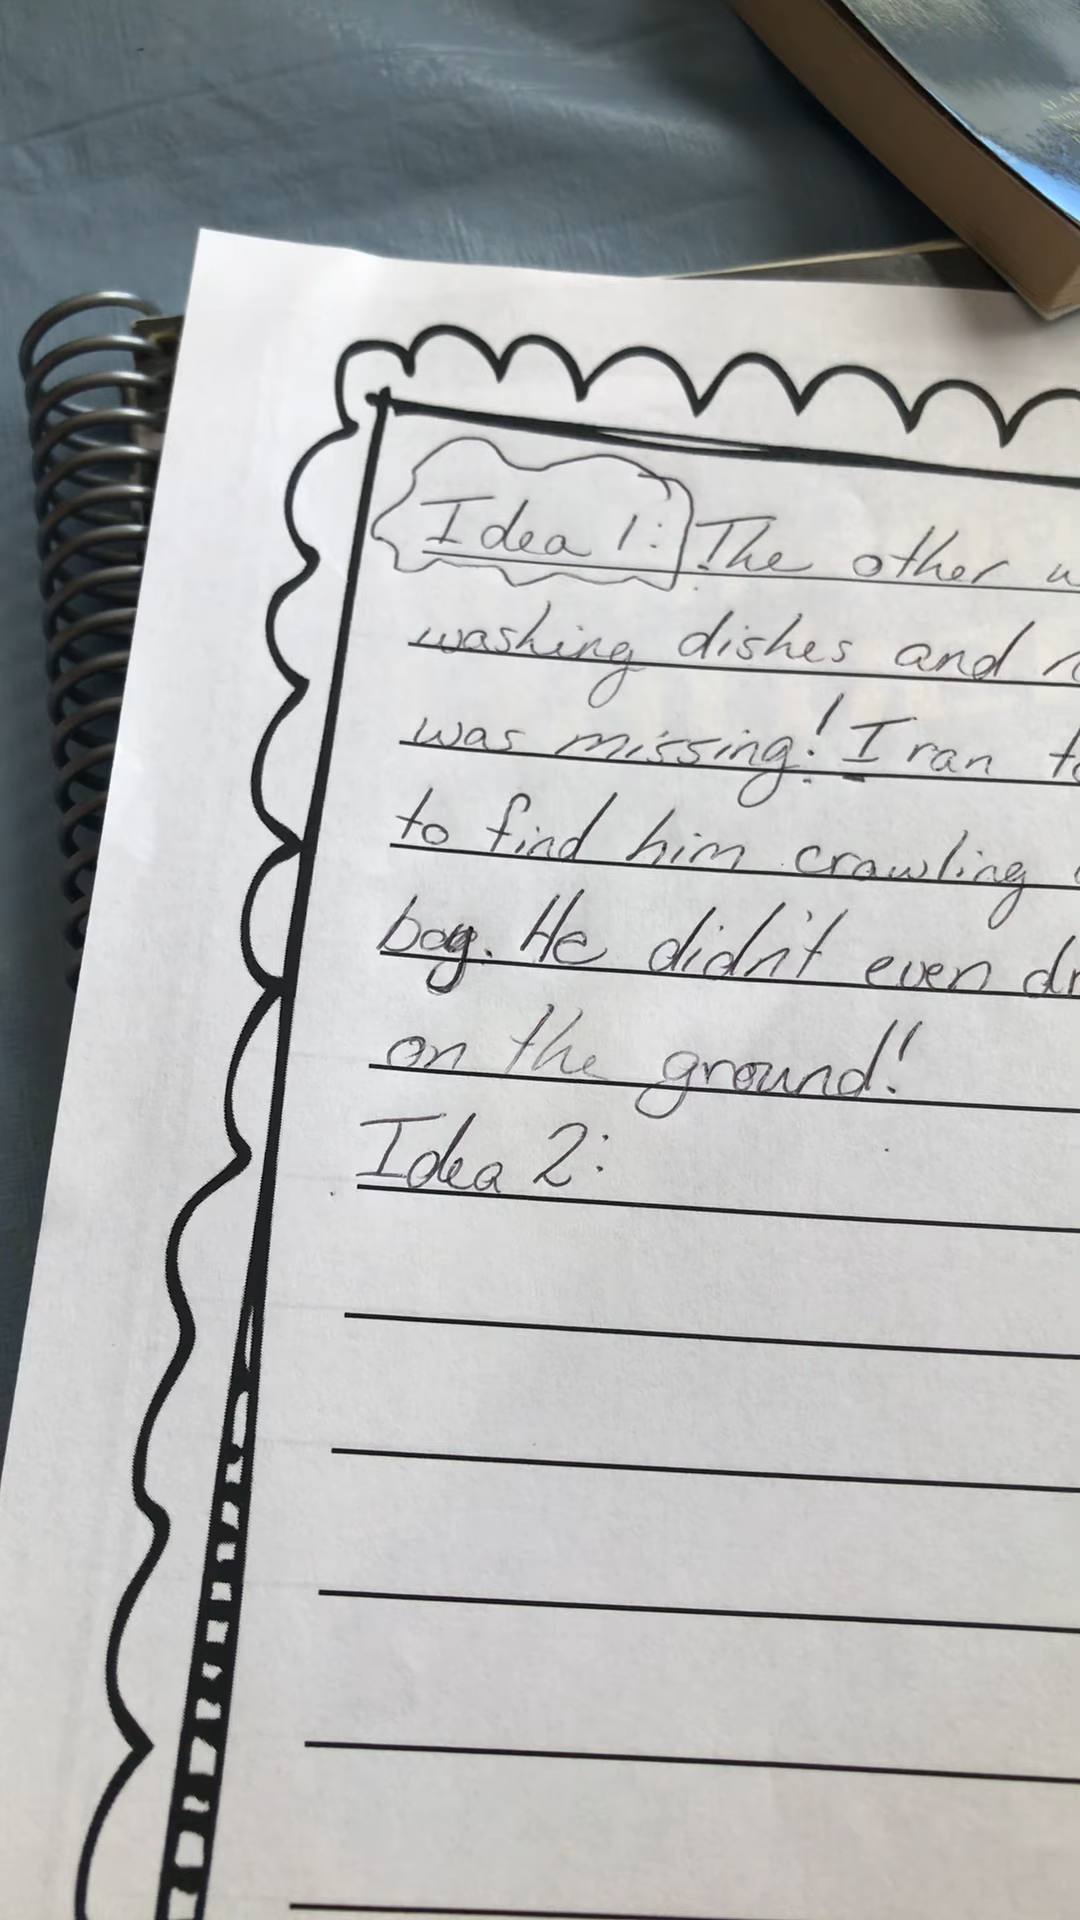 Idea 1: The other
washing dishes and
was missing! I ran
to find him crawling
bag. He didn't even
on the ground!
Idea 2: